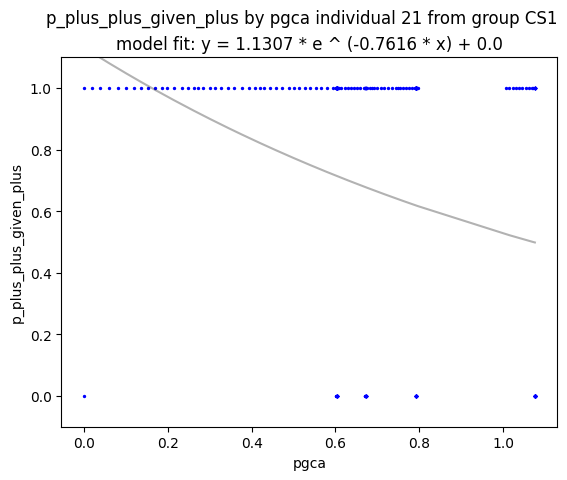 p_plus_plus_given_plus by pgca individual 21 from group CS1
model fit: y = 1.1307 * e ^ (-0.7616 * x) + 0.0
p_plus_plus_given_plus
1.0
0.8
0.6
0.4
0.2
0.0
0.0 0.2 0.4 0.6 0.8 1.0
pgca